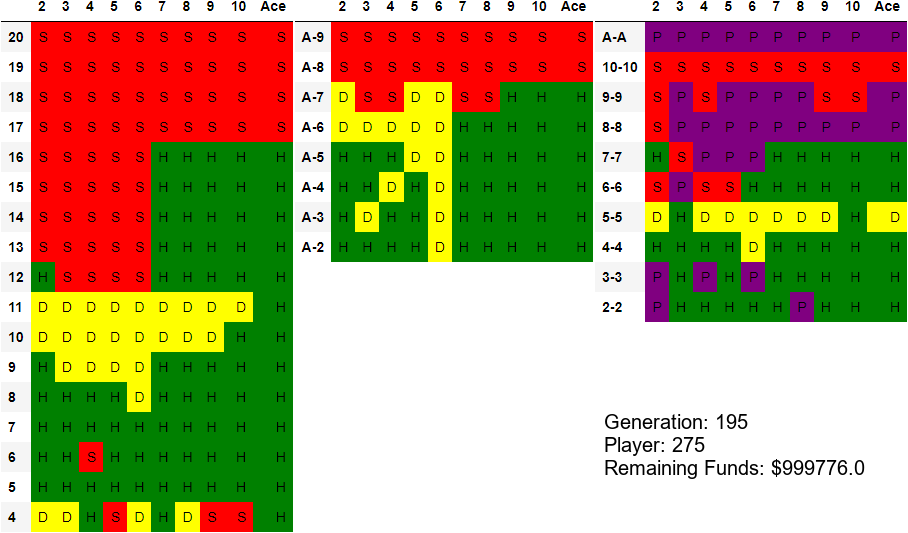 2 3 4 5 6 7 8 9 10 Ace
20 S S S S S S S S S S
19 S S S S S S S S S S
18 S S S S S S S S S S
17 S S S S S S S S S S
16 S S S S S H H H H H
15 S S S S S H H H H H
14 S S S S S H H H H H
13 S S S S S H H H H H
12 H S S S S H H H H H
11 D D D D D D D D D H
10 D D D D D D D D H H
9 H D D D D H H H H H
8 H H H H D H H H H H
7 H H H H H H H H H H
6 H H S H H H H H H H
5 H H H H H H H H H H
4 D D H S D H D S S H
2 3 4 5 6 7 8 9 10 Ace
A-9 S S S S S S S S S S
A-8 S S S S S S S S S S
A-7 D S S D D S S H H H
A-6 D D D D D H H H H H
A-5 H H H D D H H H H H
A-4 H H D H D H H H H H
A-3 H D H H D H H H H H
A-2 H H H H D H H H H H
2 3 4 5 6 7 8 9 10 Ace
A-A P P P P P P P P P P
10-10 S S S S S S S S S S
9-9 S P S P P P P S S P
8-8 S P P P P P P P P P
7-7 H S P P P H H H H H
6-6 S P S S H H H H H H
5-5 D H D D D D D D H D
4-4 H H H H D H H H H H
3-3 P H P H P H H H H H
2-2 P H H H H H P H H H
Generation: 195
Player: 275
Remaining Funds: $999776.0